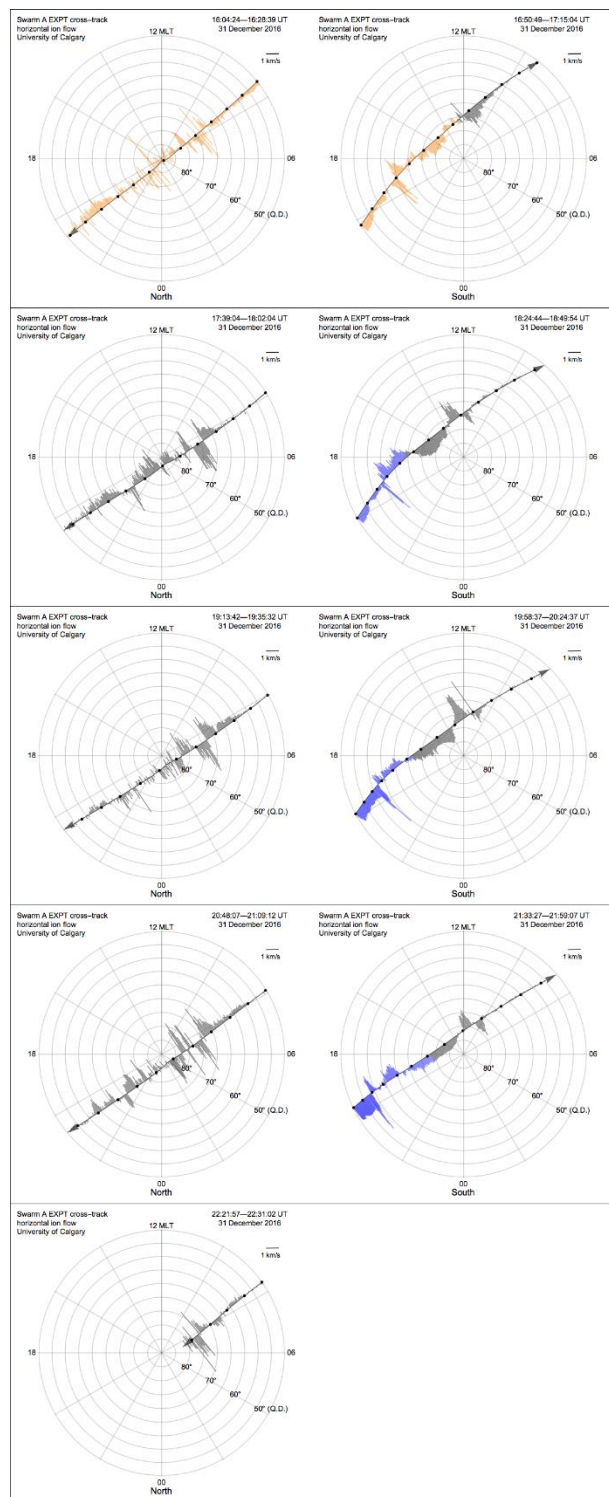 Swarm A EXPT cross-track
horizontal ion flow
University of Calgary
16:04:24—16:28:39 UT
31 December 2016
12 MLT
1 km/s
18
06
80°
70°
60°
50° (Q.D.)
00
North
Swarm A EXPT cross-track
horizontal ion flow
University of Calgary
16:50:49—17:15:04 UT
31 December 2016
12 MLT
1 km/s
18
06
80°
70°
60°
50° (Q.D.)
00
South
Swarm A EXPT cross-track
horizontal ion flow
University of Calgary
17:39:04—18:02:04 UT
31 December 2016
12 MLT
1 km/s
18
06
80°
70°
60°
50° (Q.D.)
00
North
Swarm A EXPT cross-track
horizontal ion flow
University of Calgary
18:24:44—18:49:54 UT
31 December 2016
12 MLT
1 km/s
18
06
80°
70°
60°
50° (Q.D.)
00
South
Swarm A EXPT cross-track
horizontal ion flow
University of Calgary
19:13:42—19:35:32 UT
31 December 2016
12 MLT
1 km/s
18
06
80°
70°
60°
50° (Q.D.)
00
North
Swarm A EXPT cross-track
horizontal ion flow
University of Calgary
19:58:37—20:24:37 UT
31 December 2016
12 MLT
1 km/s
18
06
80°
70°
60°
50° (Q.D.)
00
South
Swarm A EXPT cross-track
horizontal ion flow
University of Calgary
20:48:07—21:09:12 UT
31 December 2016
12 MLT
1 km/s
18
06
80°
70°
60°
50° (Q.D.)
00
North
Swarm A EXPT cross-track
horizontal ion flow
University of Calgary
21:33:27—21:59:07 UT
31 December 2016
12 MLT
1 km/s
18
06
80°
70°
60°
50° (Q.D.)
00
South
Swarm A EXPT cross-track
horizontal ion flow
University of Calgary
22:21:57—22:31:02 UT
31 December 2016
12 MLT
1 km/s
18
06
80°
70°
60°
50° (Q.D.)
00
North